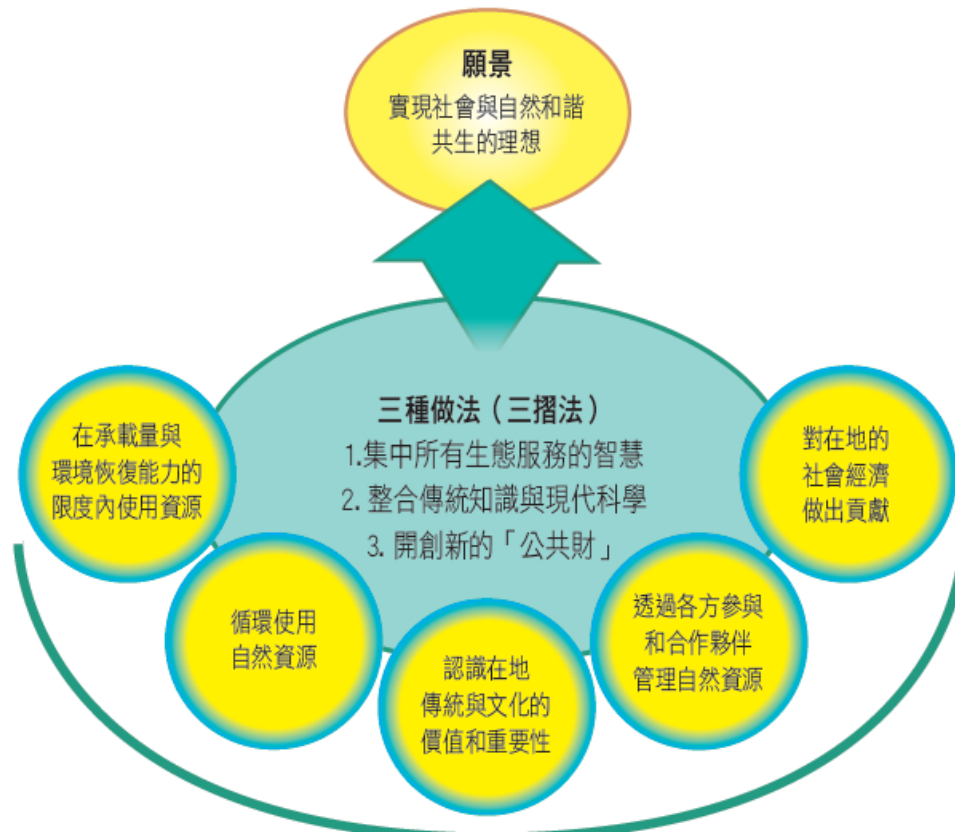 願景
實現社會與自然和諧
共生的理想
三種做法（三摺法）
1.集中所有生態服務的智慧
2. 整合傳統知識與現代科學
3. 開創新的「公共財」
在承載量與
環境恢復能力的
限度內使用資源
循環使用
自然資源
認識在地
傳統與文化的
價值和重要性
透過各方參與
和合作夥伴
管理自然資源
對在地的
社會經濟
做出貢獻